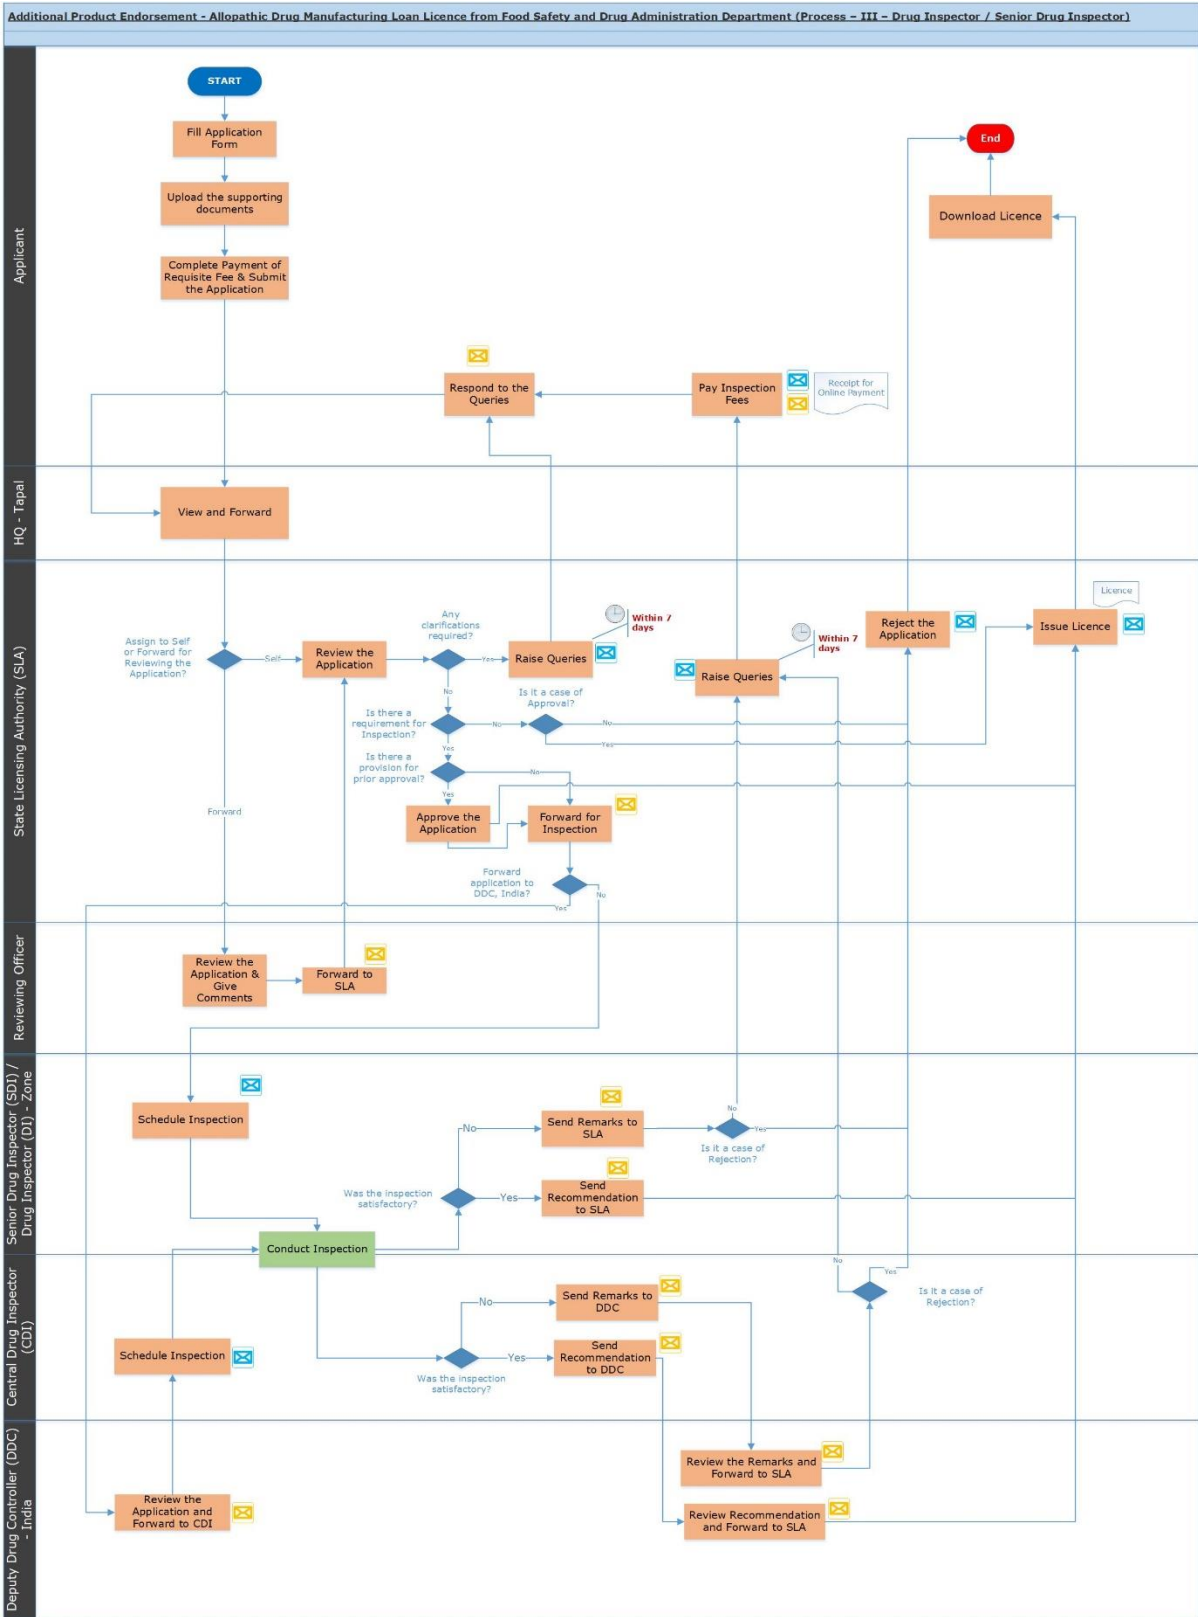 Additional Product Endorsement - Allopathic Drug Manufacturing Loan Licence from Food Safety and Drug Administration Department (Process – III – Drug Inspector / Senior Drug Inspector)
Applicant
START
Fill Application
Form
End
Upload the supporting
documents
Download Licence
Complete Payment of
Requisite Fee & Submit
the Application
Respond to the
Queries
Pay Inspection
Fees
Receipt for
Online Payment
HQ - Tapal
View and Forward
State Licensing Authority (SLA)
Assign to Self
or Forward for
Reviewing the
Application?
Self
Review the
Application
Any
clarifications
required?
Yes
Raise Queries
Within 7
days
Raise Queries
Within 7
days
Reject the
Application
Licence
Issue Licence
No
Is there a
requirement for
Inspection?
No
Is it a case of
Approval?
No
Yes
Yes
Is there a
provision for
prior approval?
No
Yes
Approve the
Application
Forward for
Inspection
Forward
Forward
application to
DDC, India?
No
Yes
Reviewing Officer
Review the
Application &
Give
Comments
Forward to
SLA
Senior Drug Inspector (SDI) /
Drug Inspector (DI) - Zone
Schedule Inspection
Was the inspection
satisfactory?
No
Send Remarks to
SLA
No
Yes
Is it a case of
Rejection?
Yes
Send
Recommendation
to SLA
Conduct Inspection
Central Drug Inspector
(CDI)
Schedule Inspection
Was the inspection
satisfactory?
No
Send Remarks to
DDC
Yes
Send
Recommendation
to DDC
No
Yes
Is it a case of
Rejection?
Deputy Drug Controller (DDC)
- India
Review the
Application and
Forward to CDI
Review the Remarks and
Forward to SLA
Review Recommendation
and Forward to SLA